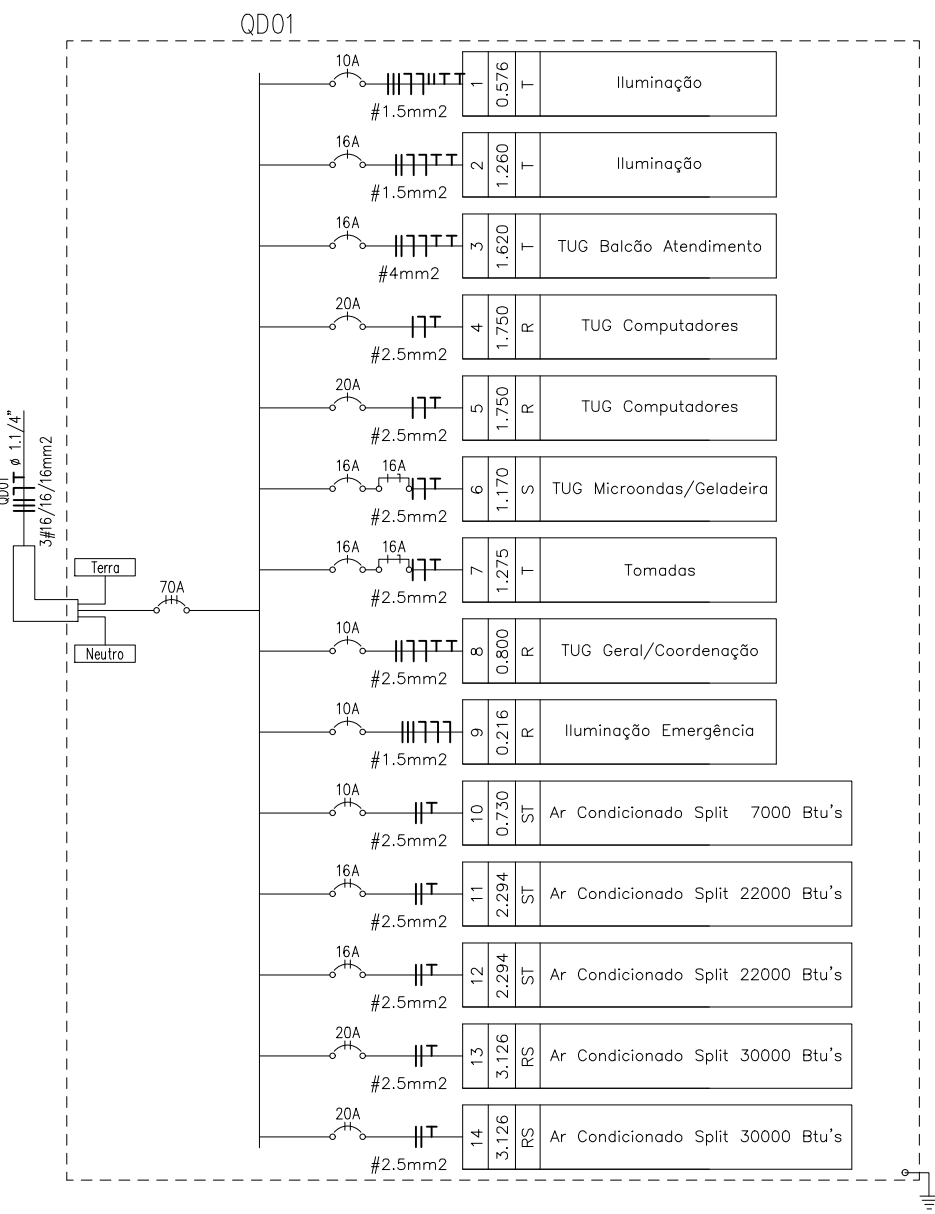 QD01
10A
#1.5mm2
1
0.576
T
Iluminação
16A
#1.5mm2
2
1.260
T
Iluminação
16A
#4mm2
3
1.620
T
TUG Balcão Atendimento
20A
#2.5mm2
4
1.750
R
TUG Computadores
20A
#2.5mm2
5
1.750
R
TUG Computadores
QD01
ø 1.1/4"
3#16/16/16mm2
16A
16A
#2.5mm2
6
1.170
S
TUG Microondas/Geladeira
16A
16A
#2.5mm2
7
1.275
T
Tomadas
Terra
70A
Neutro
10A
#2.5mm2
8
0.800
R
TUG Geral/Coordenação
10A
#1.5mm2
9
0.216
R
Iluminação Emergência
10A
#2.5mm2
10
0.730
ST
Ar Condicionado Split 7000 Btu's
16A
#2.5mm2
11
2.294
ST
Ar Condicionado Split 22000 Btu's
16A
#2.5mm2
12
2.294
ST
Ar Condicionado Split 22000 Btu's
20A
#2.5mm2
13
3.126
RS
Ar Condicionado Split 30000 Btu's
20A
#2.5mm2
14
3.126
RS
Ar Condicionado Split 30000 Btu's